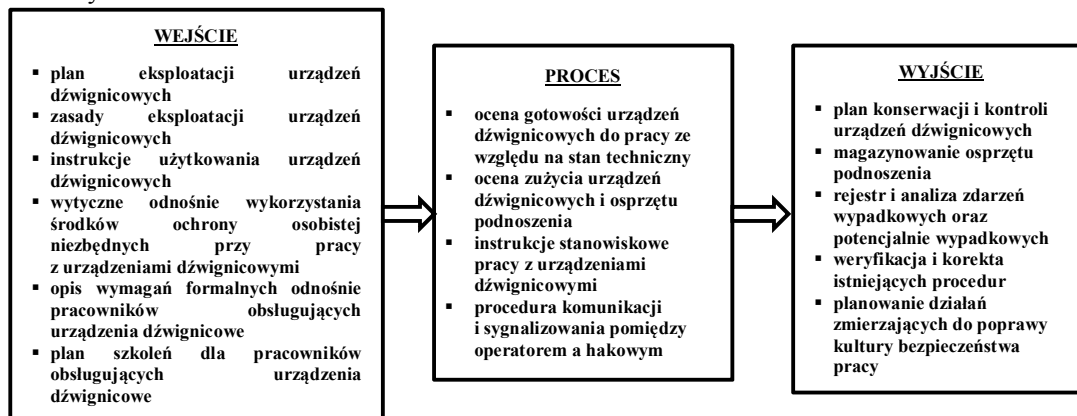 WEJŚCIE
▪ plan eksploatacji urządzeń
dźwignicowych
▪ zasady eksploatacji urządzeń
dźwignicowych
▪ instrukcje użytkowania urządzeń
dźwignicowych
▪ wytyczne odnośnie wykorzystania
środków ochrony osobistej
niezbędnych przy pracy
z urządzeniami dźwignicowymi
▪ opis wymagań formalnych odnośnie
pracowników obsługujących
urządzenia dźwignicowe
▪ plan szkoleń dla pracowników
obsługujących urządzenia
dźwignicowe
PROCES
▪ ocena gotowości urządzeń
dźwignicowych do pracy ze
względu na stan techniczny
▪ ocena zużycia urządzeń
dźwignicowych i osprzętu
podnoszenia
▪ instrukcje stanowiskowe
pracy z urządzeniami
dźwignicowymi
▪ procedura komunikacji
i sygnalizowania pomiędzy
operatorem a hakowym
WYJŚCIE
▪ plan konserwacji i kontroli
urządzeń dźwignicowych
▪ magazynowanie osprzętu
podnoszenia
▪ rejestr i analiza zdarzeń
wypadkowych oraz
potencjalnie wypadkowych
▪ weryfikacja i korekta
istniejących procedur
▪ planowanie działań
zmierzających do poprawy
kultury bezpieczeństwa
pracy